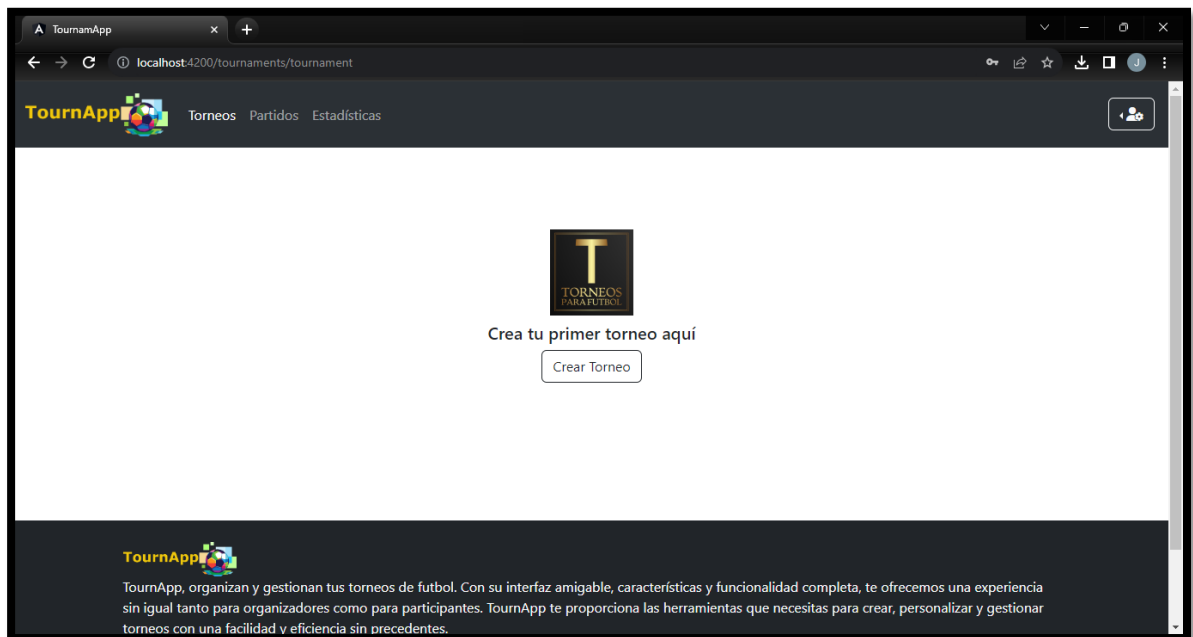 TournamApp
localhost:4200/tournaments/tournament
J
TournApp
Torneos Partidos Estadísticas
T
TORNEOS
PARA FUTBOL
Crea tu primer torneo aquí
Crear Torneo
TournApp
TournApp, organizan y gestionan tus torneos de futbol. Con su interfaz amigable, características y funcionalidad completa, te ofrecemos una experiencia
sin igual tanto para organizadores como para participantes. TournApp te proporciona las herramientas que necesitas para crear, personalizar y gestionar
torneos con una facilidad y eficiencia sin precedentes.